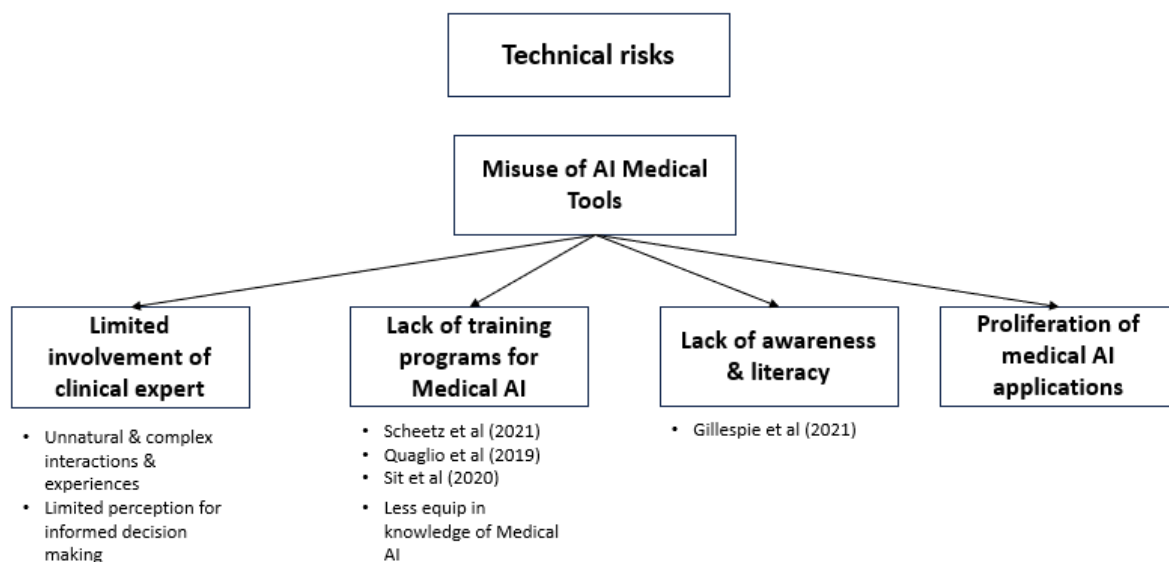 Technical risks
Misuse of AI Medical
Tools
Limited
involvement of
clinical expert
• Unnatural & complex
interactions &
experiences
• Limited perception for
informed decision
making
Lack of training
programs for
Medical AI
• Scheetz et al (2021)
• Quaglio et al (2019)
• Sit et al (2020)
• Less equip in
knowledge of Medical
AI
Lack of awareness
& literacy
• Gillespie et al (2021)
Proliferation of
medical AI
applications